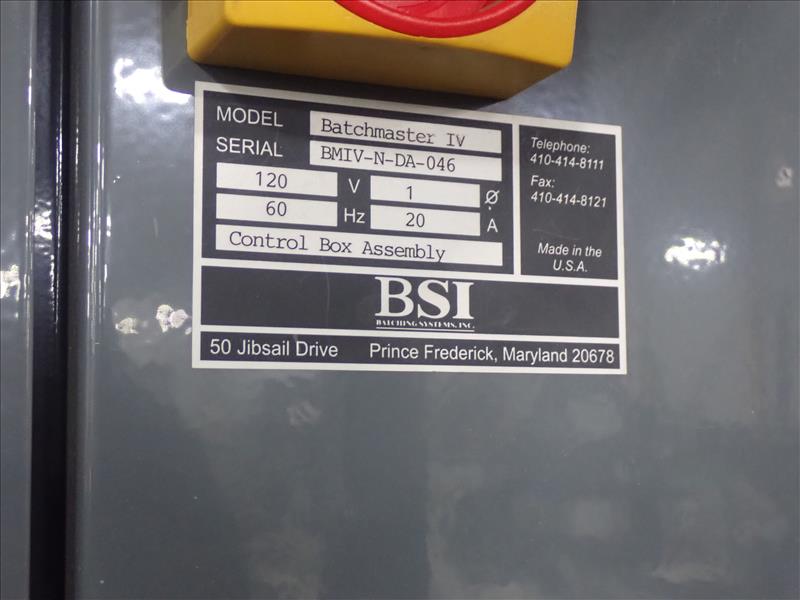 MODEL Batchmaster IV
SERIAL BMIV-N-DA-046
120 V 1 Ø
60 Hz 20 A
Control Box Assembly
Telephone:
410-414-8111
Fax:
410-414-8121
Made in the
U.S.A.
BSI
BATCHING SYSTEMS, INC.
50 Jibsail Drive Prince Frederick, Maryland 20678